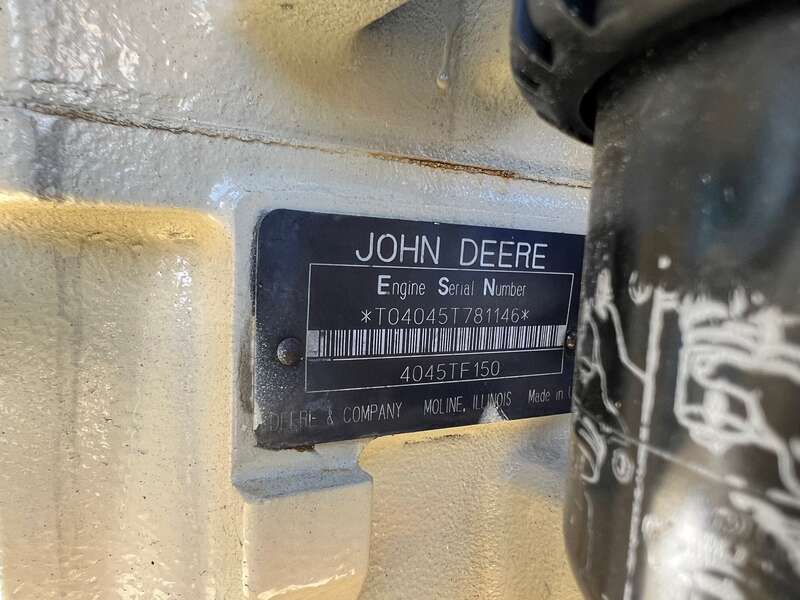 JOHN DEERE
Engine Serial Number
*T04045T781146*
4045TF150
DEERE & COMPANY MOLINE, ILLINOIS Made in